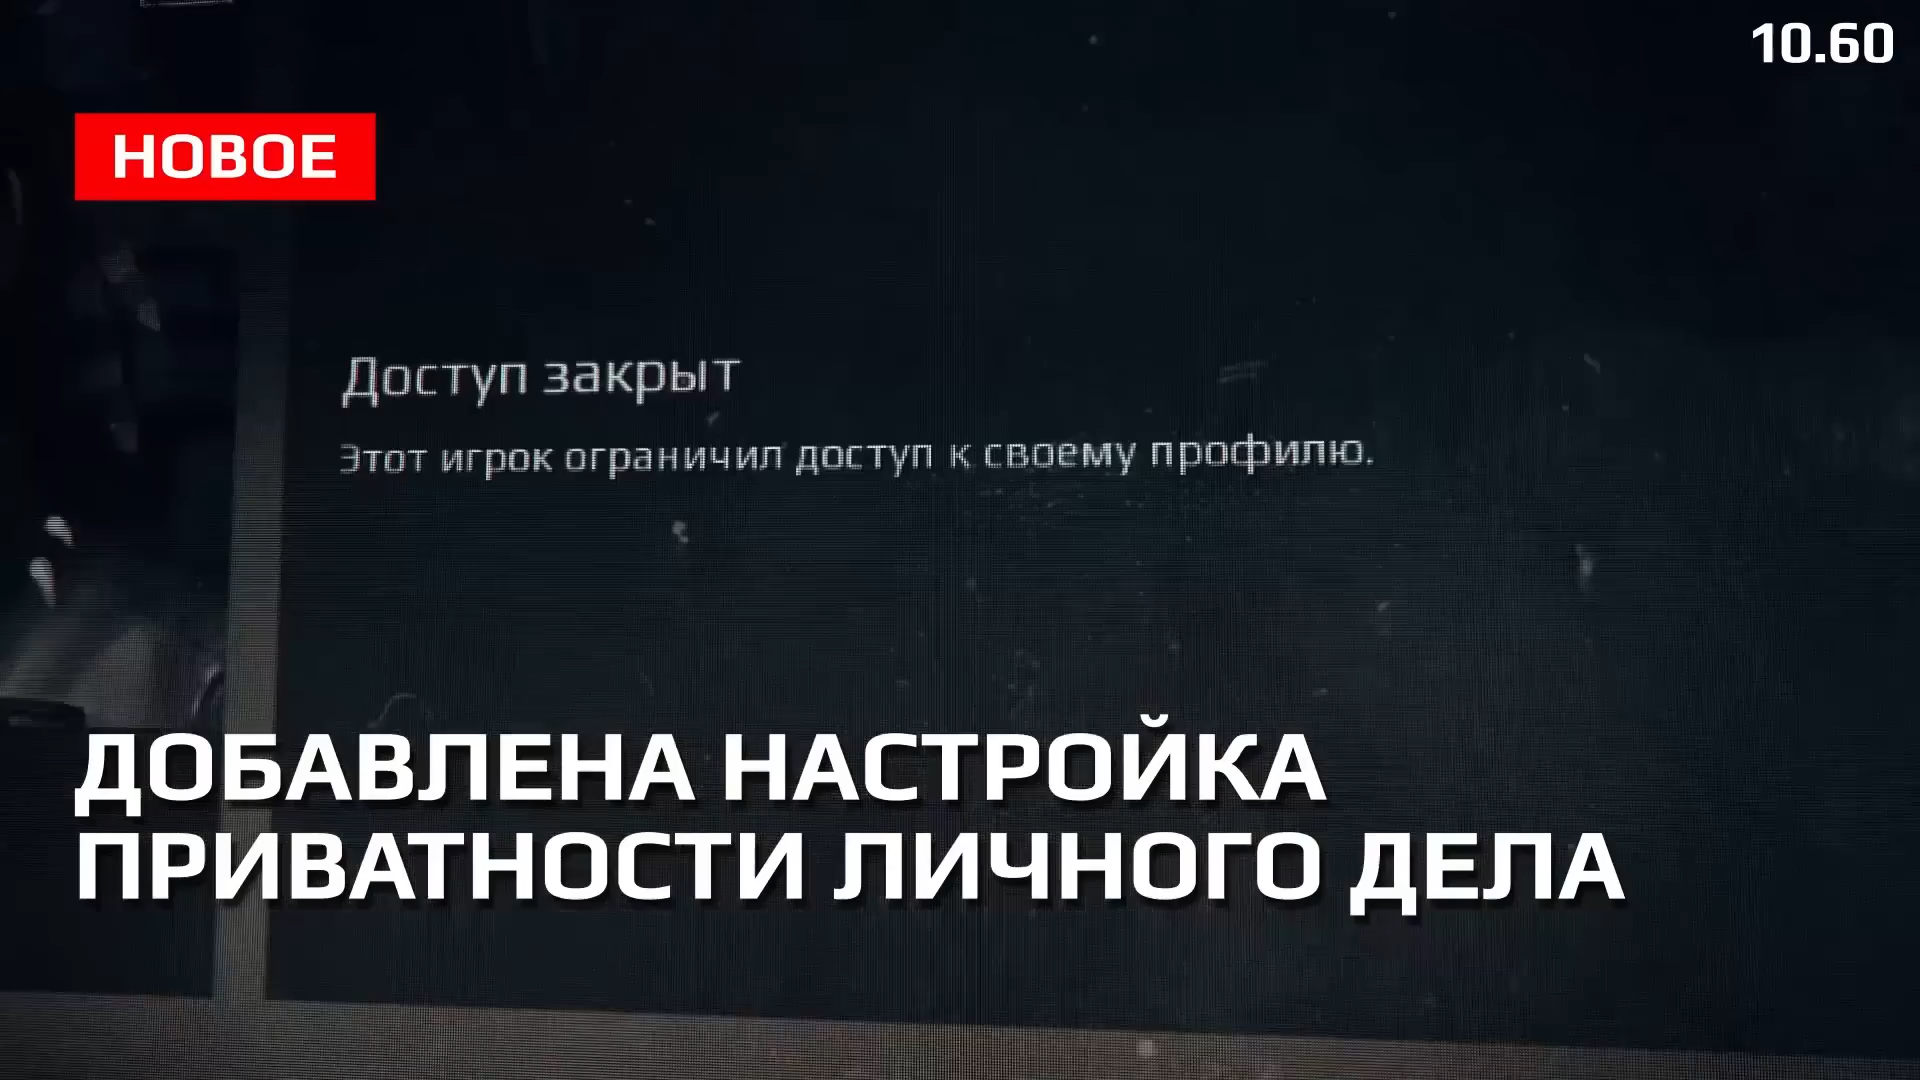 10.60
НОВОЕ
Доступ закрыт
Этот игрок ограничил доступ к своему профилю.
ДОБАВЛЕНА НАСТРОЙКА
ПРИВАТНОСТИ ЛИЧНОГО ДЕЛА